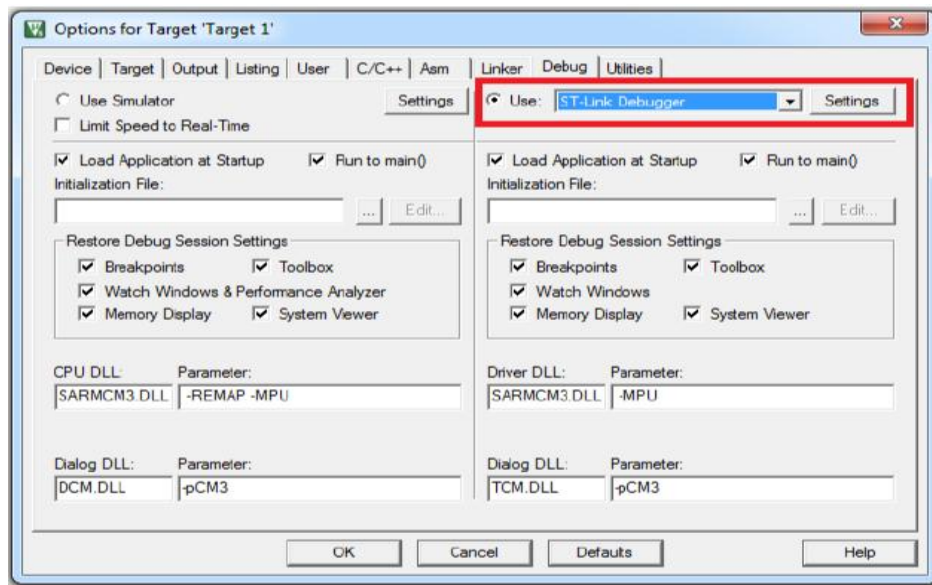 Options for Target 'Target 1'
Device Target Output Listing User C/C++ Asm Linker Debug Utilities
Use Simulator Settings Use: ST-Link Debugger Settings
Limit Speed to Real-Time
Load Application at Startup Run to main() Load Application at Startup Run to main()
Initialization File: Initialization File:
... Edit... ... Edit...
Restore Debug Session Settings Restore Debug Session Settings
Breakpoints Toolbox Breakpoints Toolbox
Watch Windows & Performance Analyzer Watch Windows
Memory Display System Viewer Memory Display System Viewer
CPU DLL: Parameter: Driver DLL: Parameter:
SARMCM3.DLL -REMAP -MPU SARMCM3.DLL -MPU
Dialog DLL: Parameter: Dialog DLL: Parameter:
DCM.DLL -pCM3 TCM.DLL -pCM3
OK Cancel Defaults Help